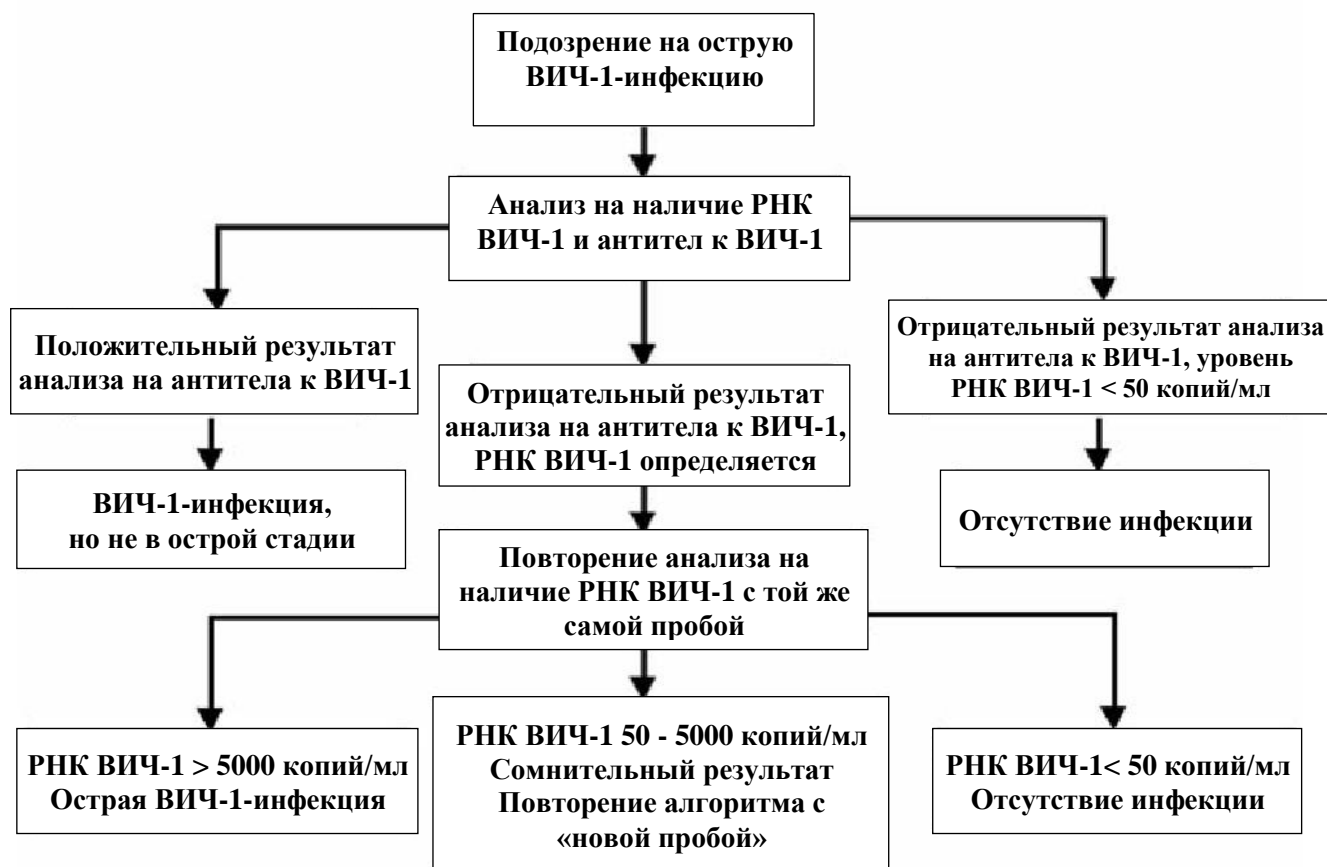 Подозрение на острую
ВИЧ-1-инфекцию
Анализ на наличие РНК
ВИЧ-1 и антител к ВИЧ-1
Положительный результат
анализа на антитела к ВИЧ-1
Отрицательный результат
анализа на антитела к ВИЧ-1,
РНК ВИЧ-1 определяется
Отрицательный результат анализа
на антитела к ВИЧ-1, уровень
РНК ВИЧ-1 < 50 копий/мл
ВИЧ-1-инфекция,
но не в острой стадии
Отсутствие инфекции
Повторение анализа на
наличие РНК ВИЧ-1 с той же
самой пробой
РНК ВИЧ-1 > 5000 копий/мл
Острая ВИЧ-1-инфекция
РНК ВИЧ-1 50 - 5000 копий/мл
Сомнительный результат
Повторение алгоритма с
«новой пробой»
РНК ВИЧ-1< 50 копий/мл
Отсутствие инфекции